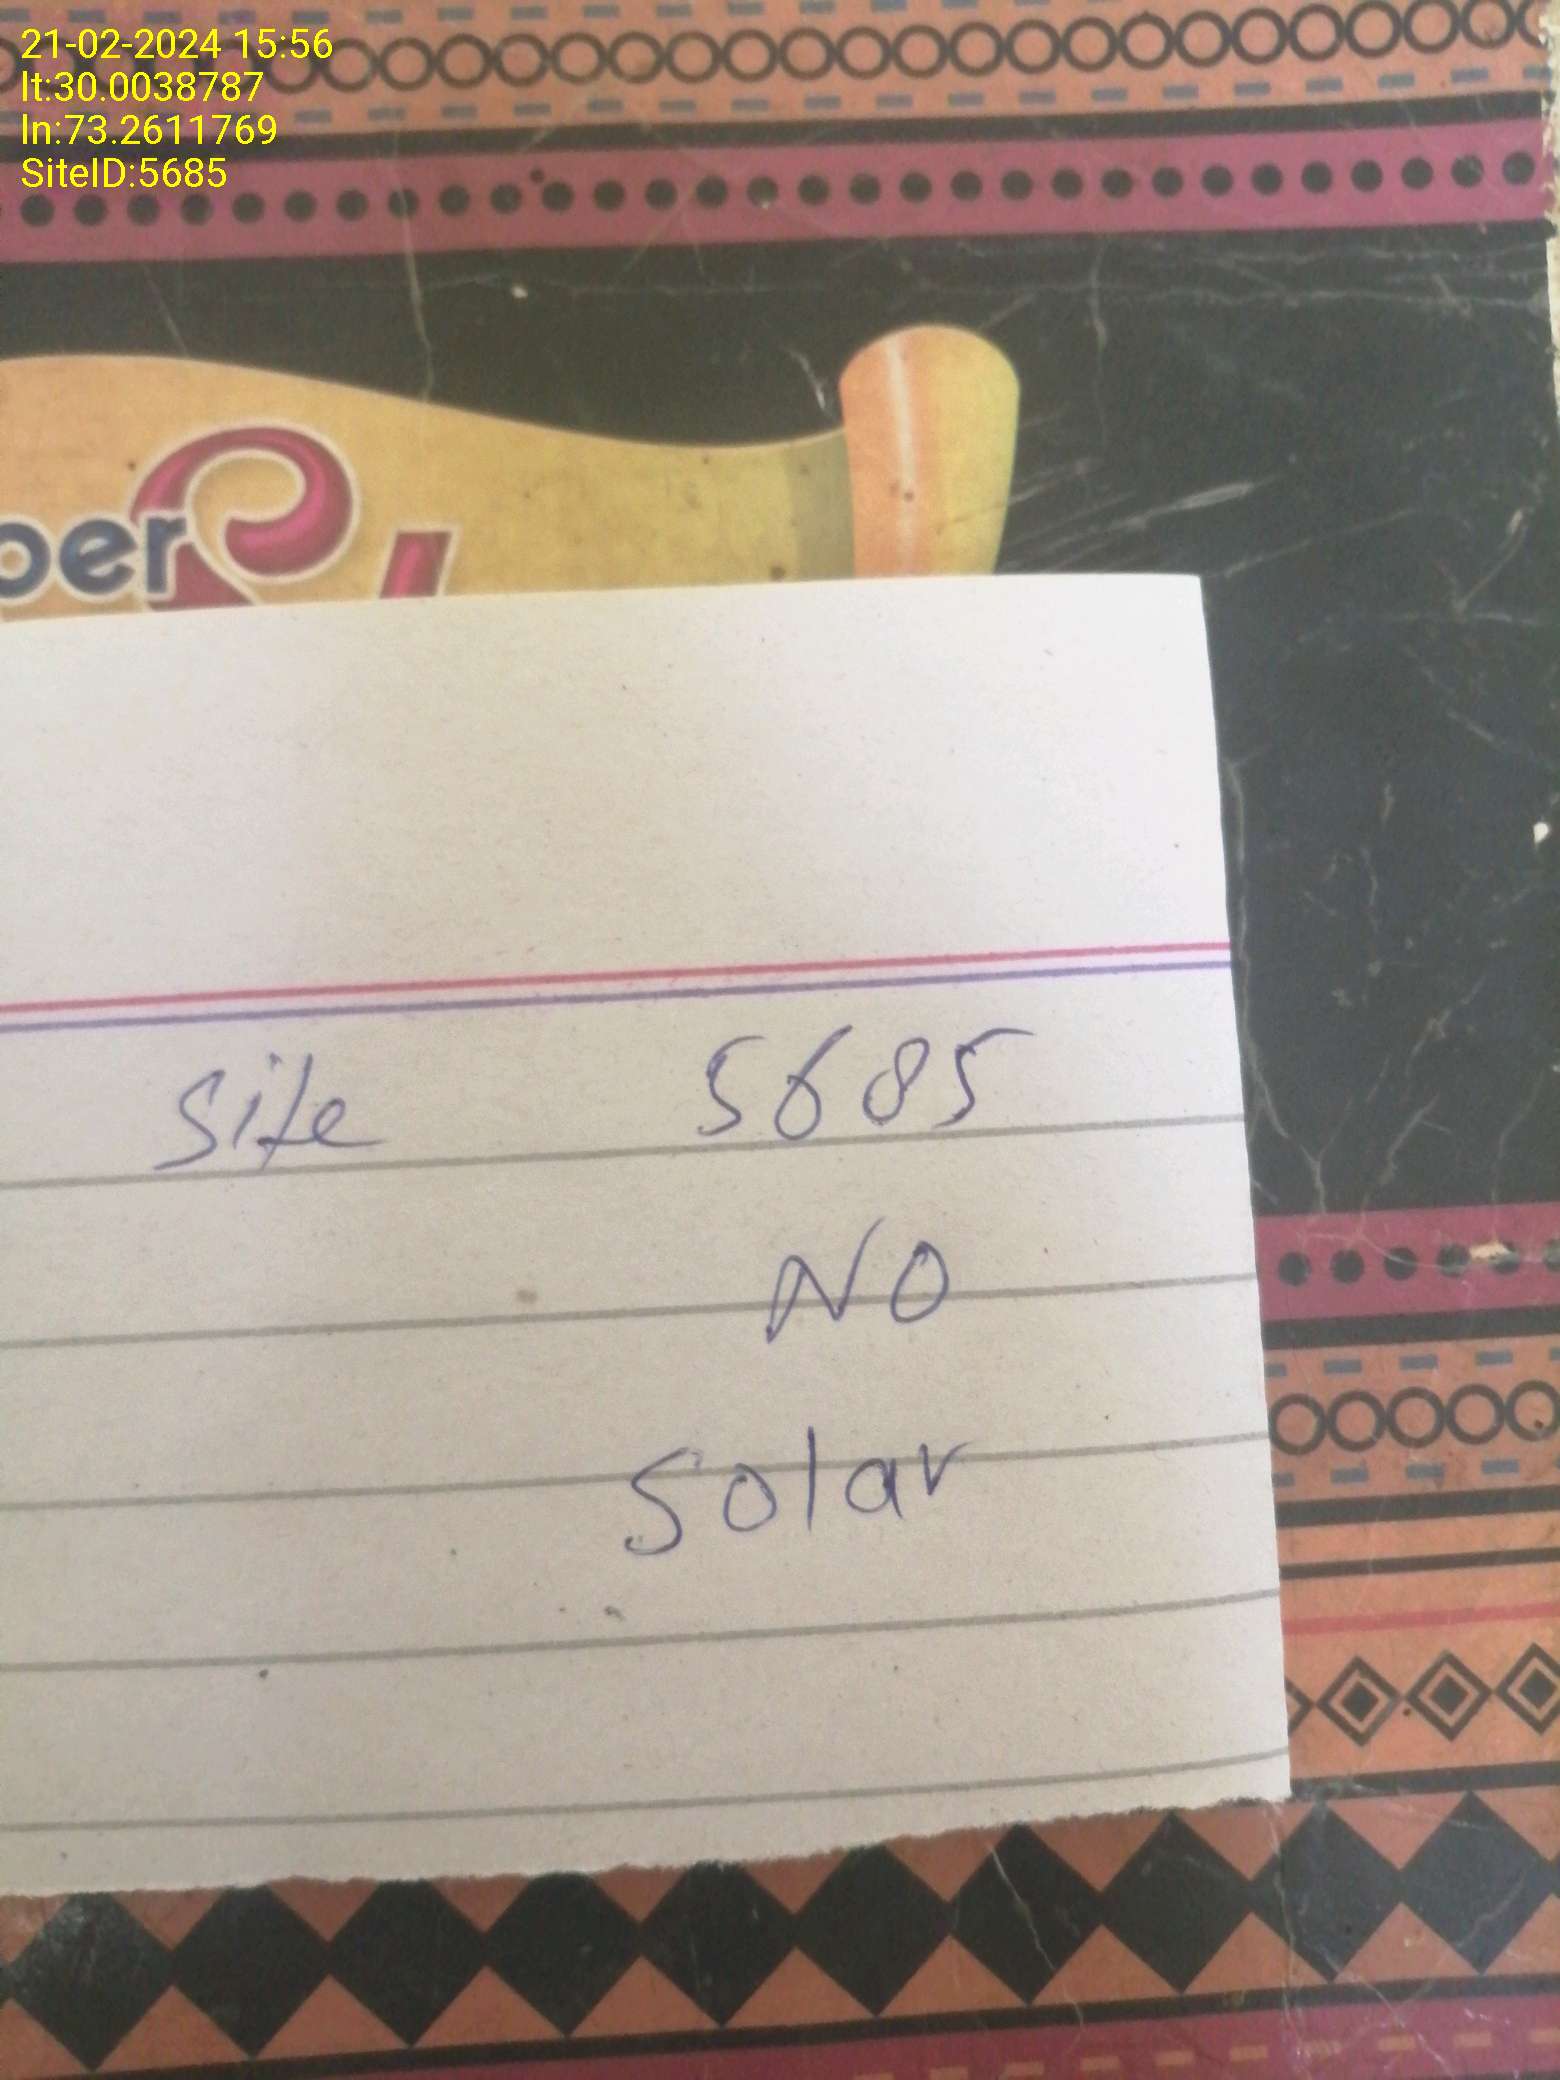 21-02-2024 15:56
lt:30.0038787
ln:73.2611769
SiteID:5685
Site 5685
NO
Solar